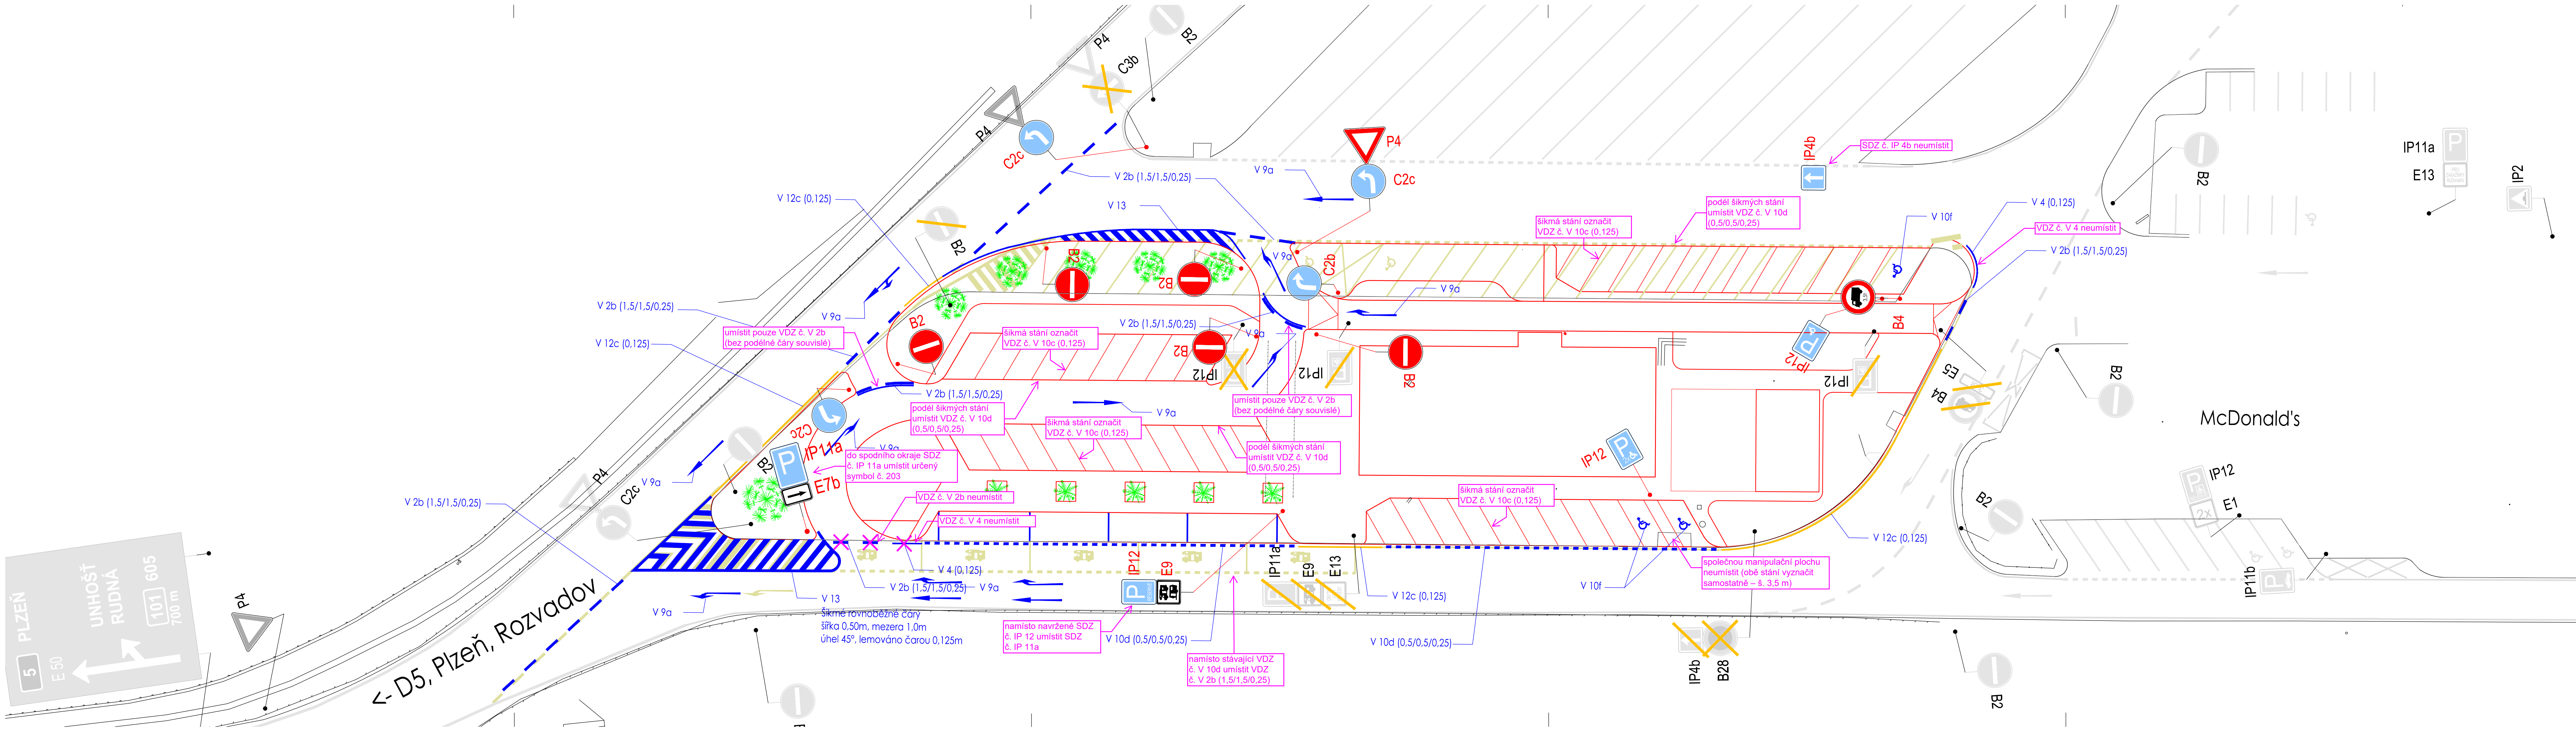 P4
B2
C3b
P4
C2c
P4
C2c
IP4b
SDZ č. IP 4b neumístit
V 2b (1,5/1,5/0,25)
V 9a
V 12c (0,125)
V 13
B2
šikmá stání označit
VDZ č. V 10c (0,125)
podél šikmých stání
umístit VDZ č. V 10d
(0,5/0,5/0,25)
V 10f
V 4 (0,125)
VDZ č. V 4 neumístit
V 2b (1,5/1,5/0,25)
B2
IP11a
E13
IP2
B2
B2
V 9a
C2b
V 9a
V 2b (1,5/1,5/0,25)
V 9a
umístit pouze VDZ č. V 2b
(bez podélné čáry souvislé)
V 12c (0,125)
B2
šikmá stání označit
VDZ č. V 10c (0,125)
V 2b (1,5/1,5/0,25)
V 9a
B2
IP12
IP12
B2
3,5t
B4
IP12
IP12
E5
B4
B2
McDonald's
V 2b (1,5/1,5/0,25)
podél šikmých stání
umístit VDZ č. V 10d
(0,5/0,5/0,25)
V 9a
umístit pouze VDZ č. V 2b
(bez podélné čáry souvislé)
šikmá stání označit
VDZ č. V 10c (0,125)
C2c
IP11a
V 9a
do spodního okraje SDZ
č. IP 11a umístit určený
symbol č. 203
podél šikmých stání
umístit VDZ č. V 10d
(0,5/0,5/0,25)
IP12
B2
P
E7b
V 9a
P4
C2c
V 2b (1,5/1,5/0,25)
VDZ č. V 2b neumístit
VDZ č. V 4 neumístit
šikmá stání označit
VDZ č. V 10c (0,125)
IP12
E1
2x
B2
V 12c (0,125)
IP11b
PLZEŇ
5
E50
UNHOŠŤ
RUDNÁ
101 605
700 m
P4
<- D5, Plzeň, Rozvadov
V 4 (0,125)
V 2b (1,5/1,5/0,25)
V 9a
V 9a
V 13
Šikmé rovnoběžné čáry
šířka 0,50m, mezera 1,0m
úhel 45°, lemováno čarou 0,125m
IP12
E9
P
IP11a
E9
E13
V 12c (0,125)
V 10f
společnou manipulační plochu
neumístit (obě stání vyznačit
samostatně – š. 3,5 m)
namísto navržené SDZ
č. IP 12 umístit SDZ
č. IP 11a
V 10d (0,5/0,5/0,25)
namísto stávající VDZ
č. V 10d umístit VDZ
č. V 2b (1,5/1,5/0,25)
V 10d (0,5/0,5/0,25)
IP4b
B28
B2